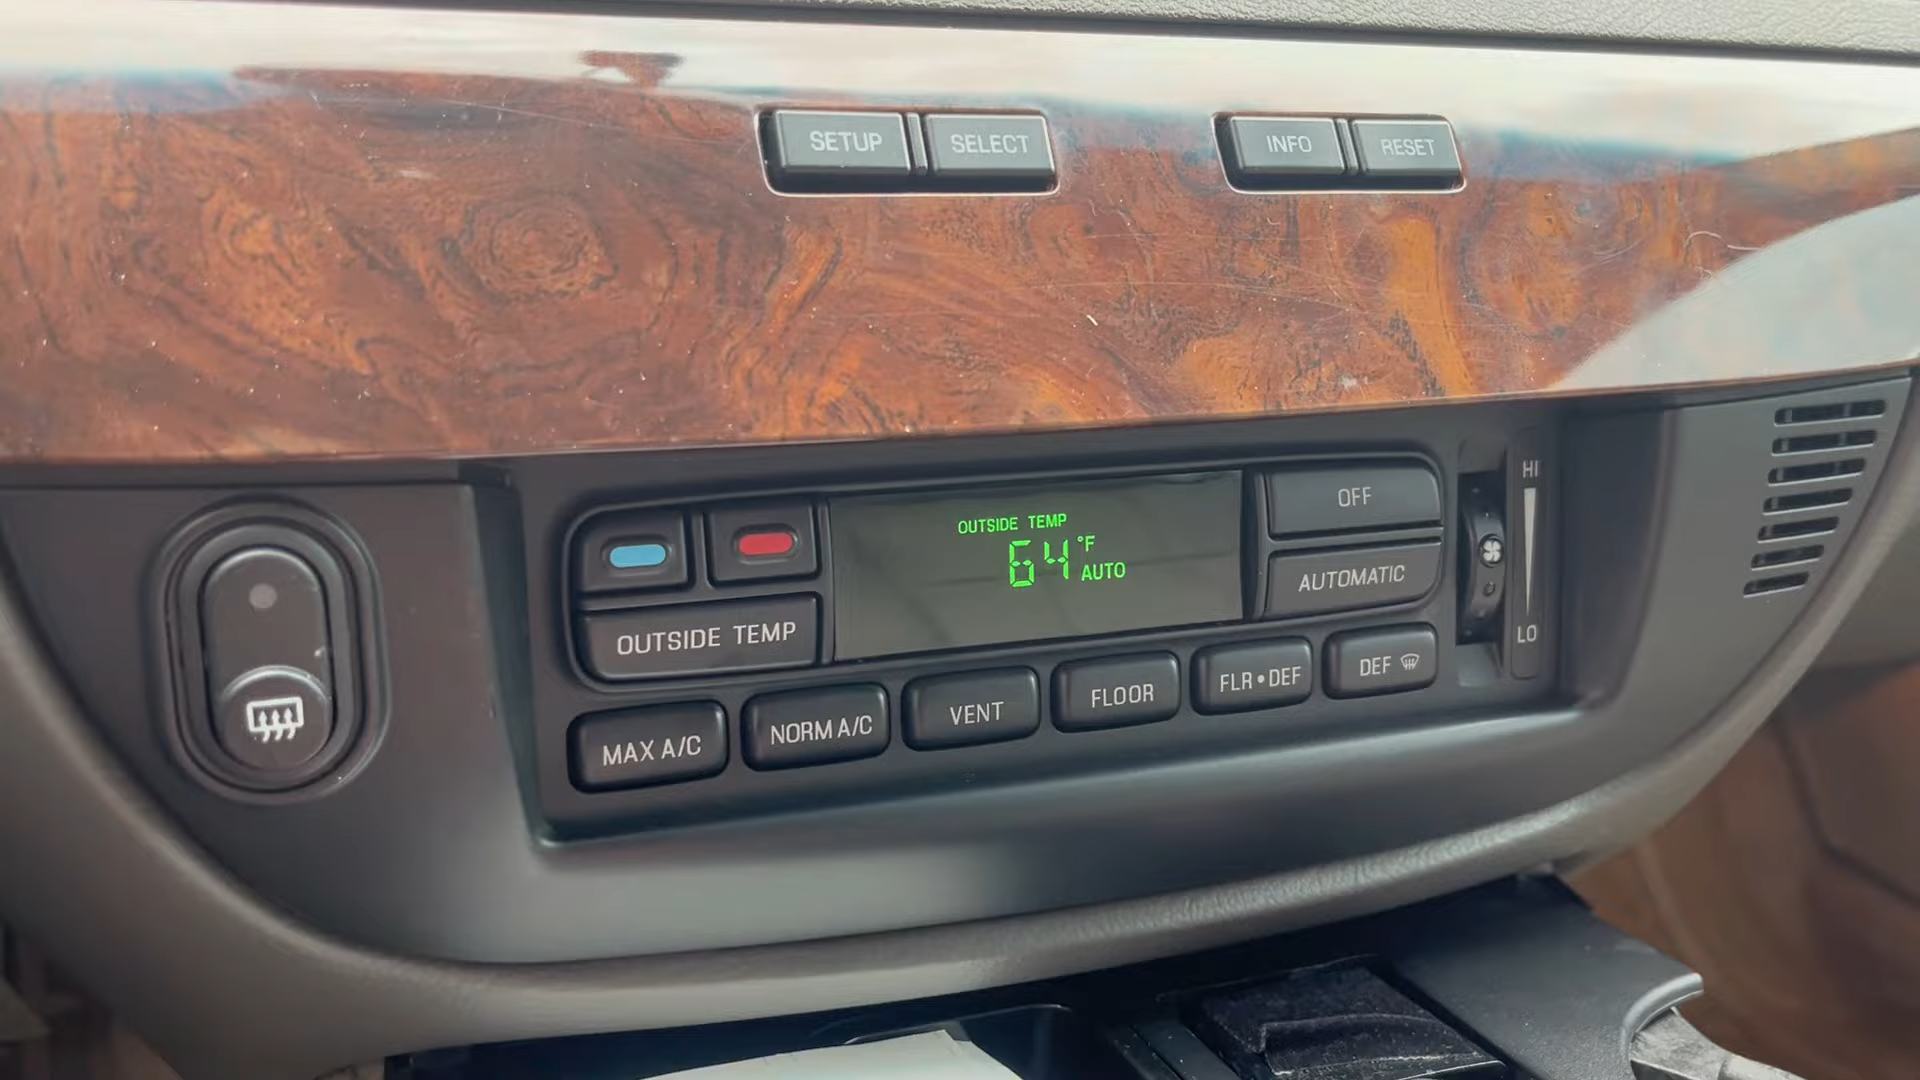 SETUP SELECT INFO RESET
OUTSIDE TEMP
64 °F
AUTO
OFF
AUTOMATIC
HI
LO
OUTSIDE TEMP
MAX A/C NORM A/C VENT FLOOR FLR•DEF DEF